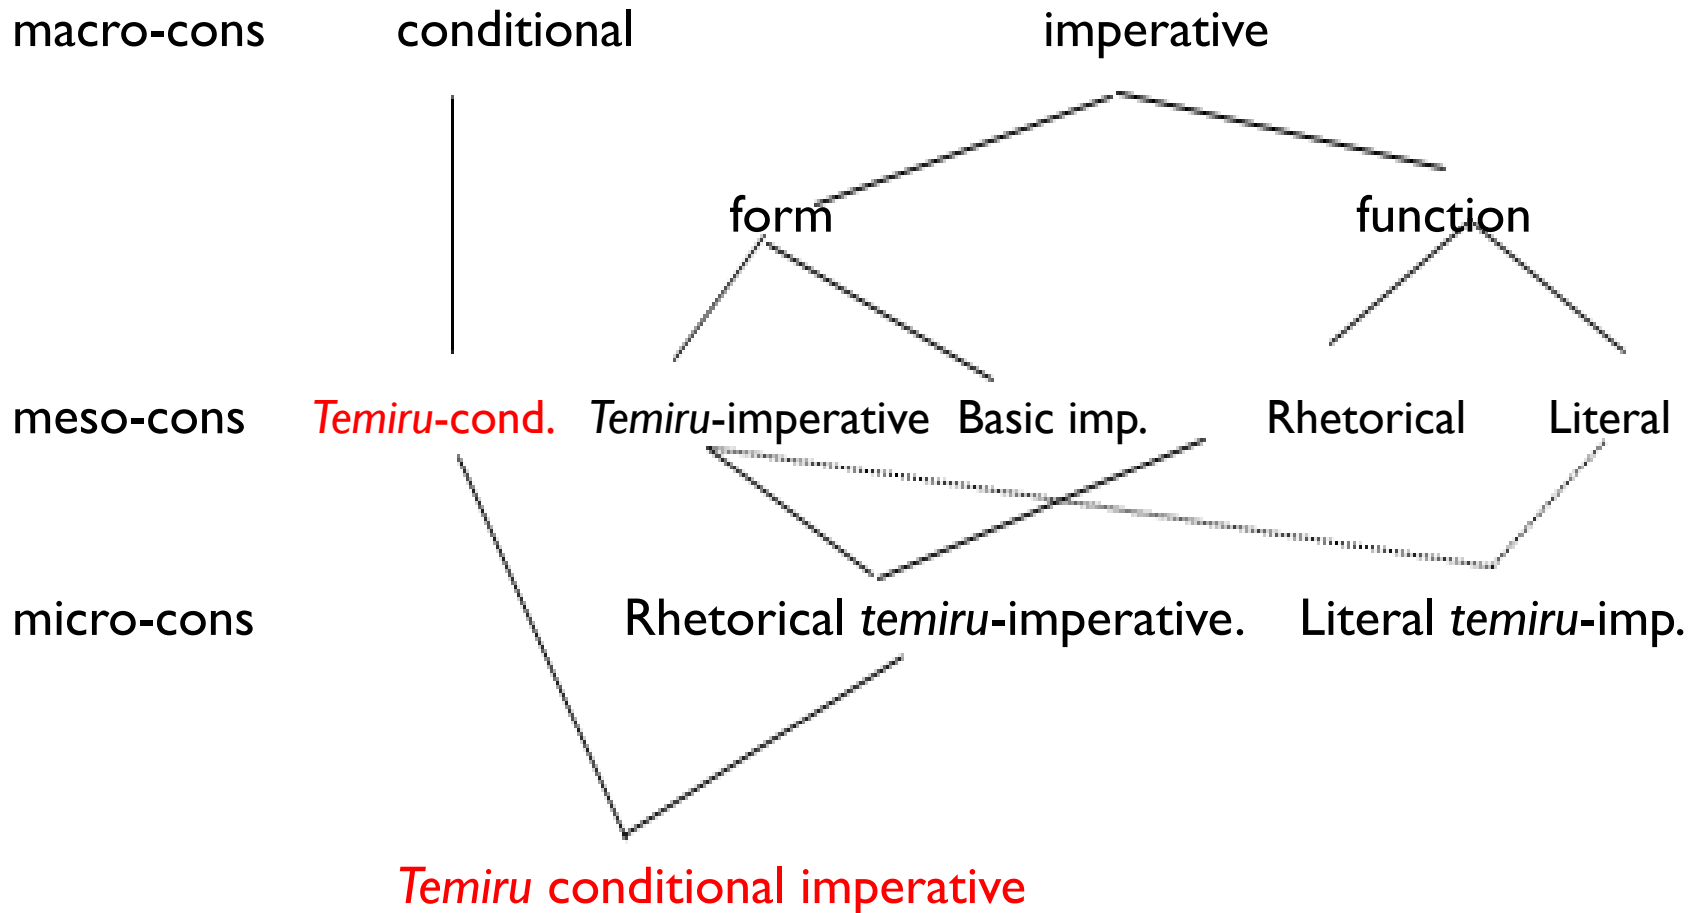 macro-cons conditional imperative
form function
meso-cons Temiru-cond. Temiru-imperative Basic imp. Rhetorical Literal
micro-cons Rhetorical temiru-imperative. Literal temiru-imp.
Temiru conditional imperative